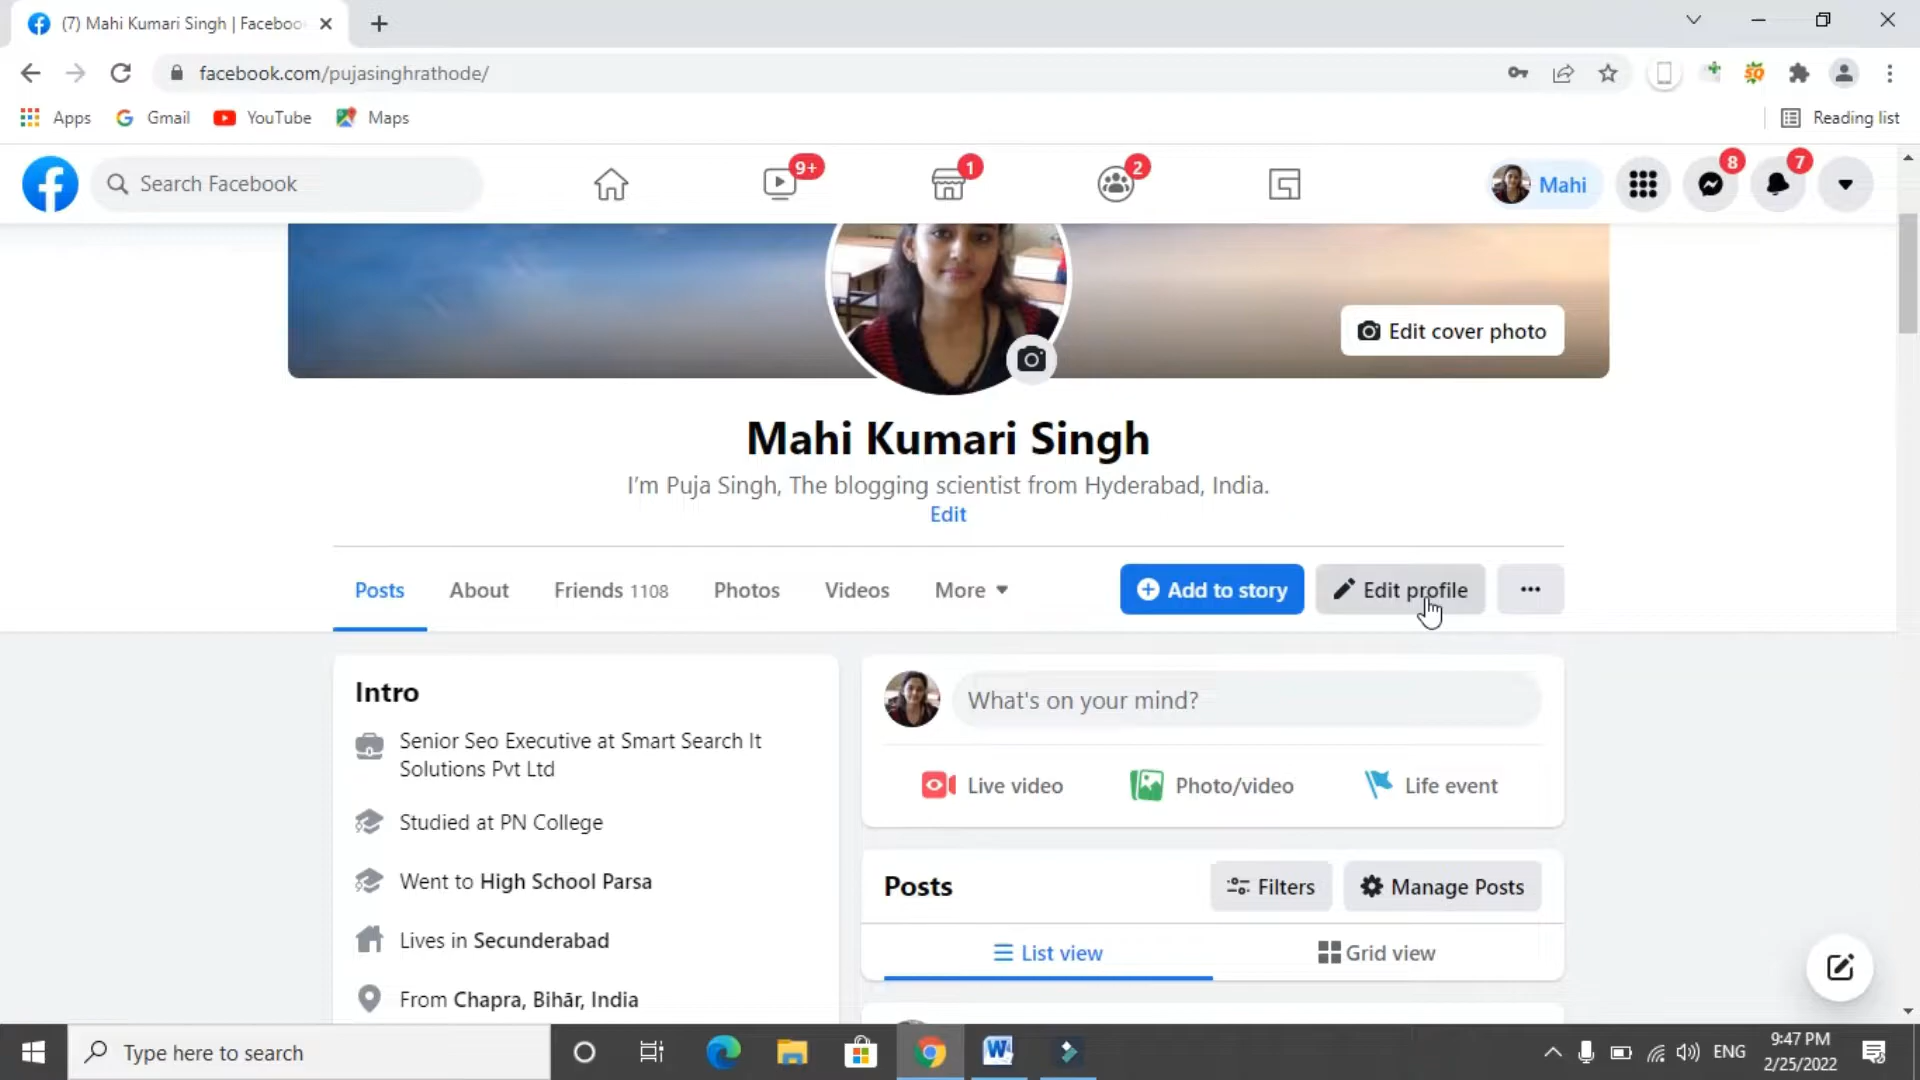 (7) Mahi Kumari Singh | Faceboo
facebook.com/pujasinghrathode/
Apps Gmail YouTube Maps Reading list
Search Facebook 9+ 1 2 Mahi 8 7
Edit cover photo
Mahi Kumari Singh
I'm Puja Singh, The blogging scientist from Hyderabad, India.
Edit
Posts About Friends 1108 Photos Videos More Add to story Edit profile
Intro
Senior Seo Executive at Smart Search It
Solutions Pvt Ltd
Studied at PN College
Went to High School Parsa
Lives in Secunderabad
From Chapra, Bihār, India
What's on your mind?
Live video Photo/video Life event
Posts Filters Manage Posts
List view Grid view
Type here to search ENG 9:47 PM
2/25/2022